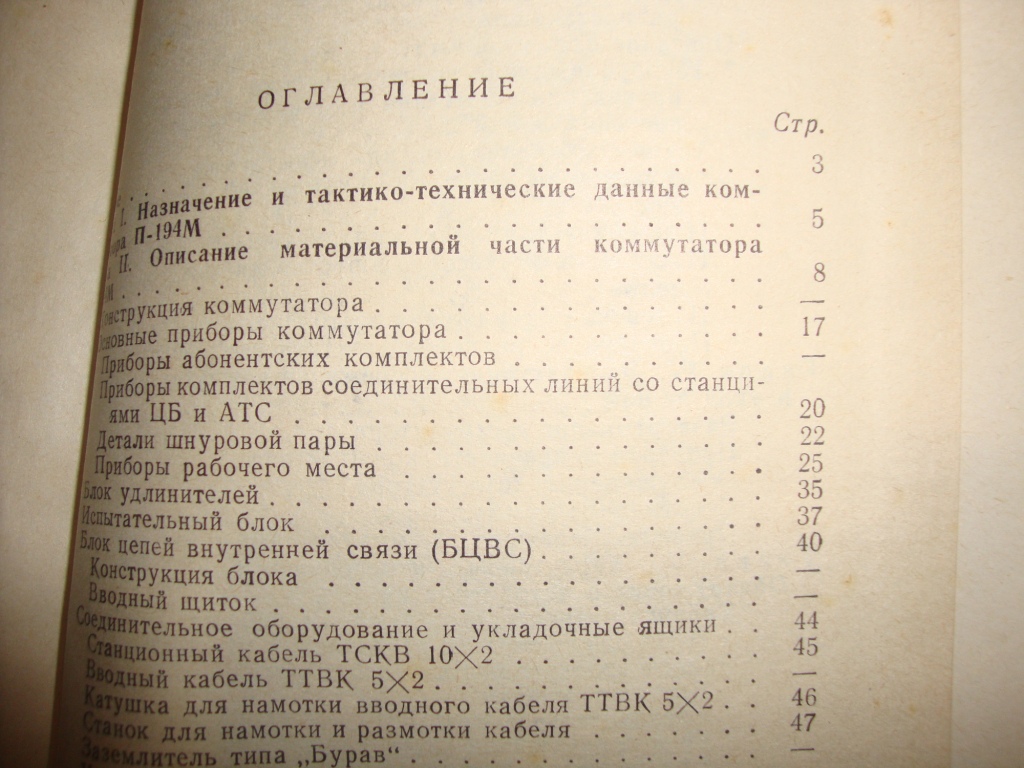 ОГЛАВЛЕНИЕ
Стр.
. . . . . . . . . . . . . . . . . . . . 3
I. Назначение и тактико-технические данные ком-
П-194М . . . . . . . . . . . . . . . . . 5
II. Описание материальной части коммутатора
М . . . . . . . . . . . . . . . . . . . . 8
Конструкция коммутатора . . . . . . . . . . . —
Основные приборы коммутатора . . . . . . . . . 17
Приборы абонентских комплектов . . . . . . . . —
Приборы комплектов соединительных линий со станци-
ями ЦБ и АТС . . . . . . . . . . . . . . 20
Детали шнуровой пары . . . . . . . . . . . . 22
Приборы рабочего места . . . . . . . . . . . 25
Блок удлинителей . . . . . . . . . . . . . . . 35
Испытательный блок . . . . . . . . . . . . . . 37
Блок цепей внутренней связи (БЦВС) . . . . . . . 40
Конструкция блока . . . . . . . . . . . . . —
Вводный щиток . . . . . . . . . . . . . . . —
Соединительное оборудование и укладочные ящики . . 44
Станционный кабель ТСКВ 10×2 . . . . . . . . 45
Вводный кабель ТТВК 5×2 . . . . . . . . . . —
Катушка для намотки вводного кабеля ТТВК 5×2 . . 46
Станок для намотки и размотки кабеля . . . . . . 47
Заземлитель типа „Бурав“ . . . . . . . . . . . —